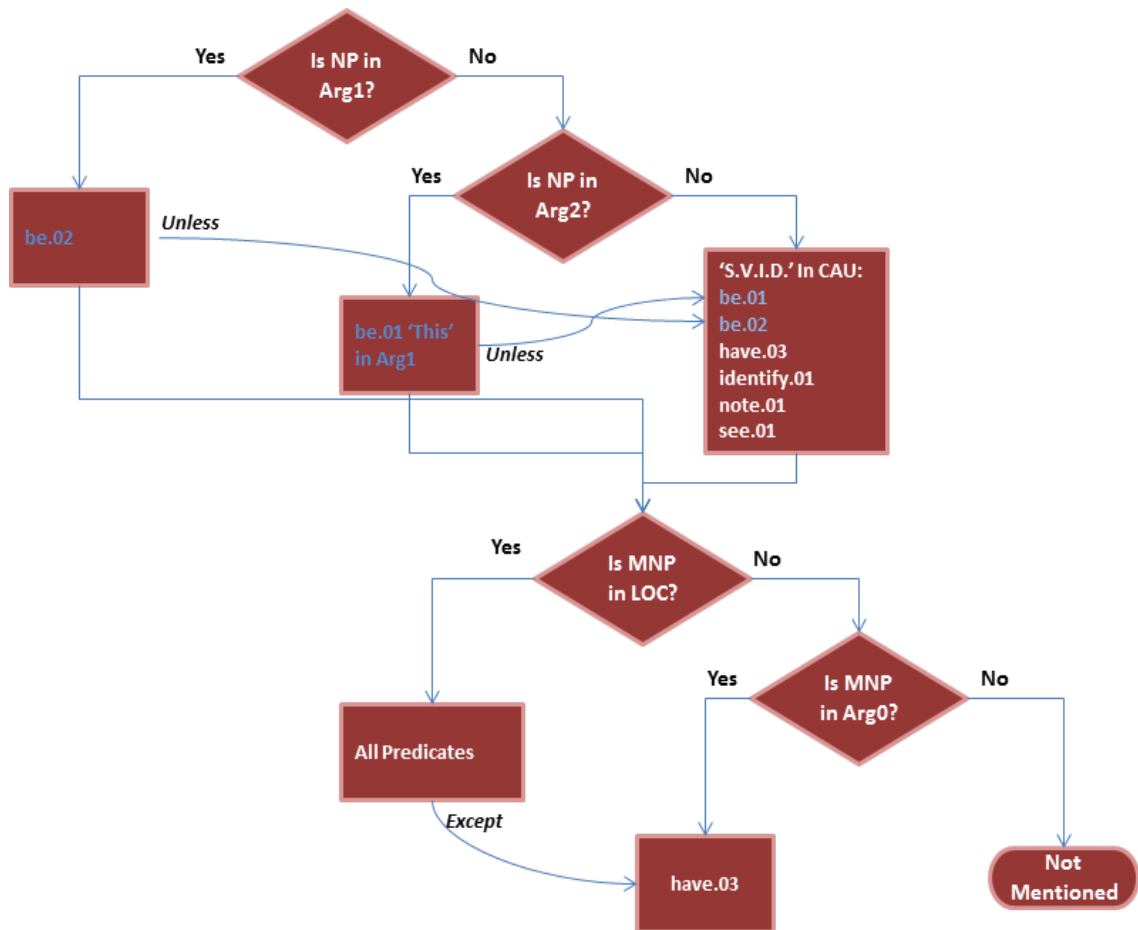 Yes
Is NP in
Arg1?
No
Yes
Is NP in
Arg2?
No
be.02
Unless
be.01 ‘This’
in Arg1
Unless
‘S.V.I.D.’ In CAU:
be.01
be.02
have.03
identify.01
note.01
see.01
Yes
Is MNP
in LOC?
No
Yes
Is MNP
in Arg0?
No
All Predicates
Except
have.03
Not
Mentioned